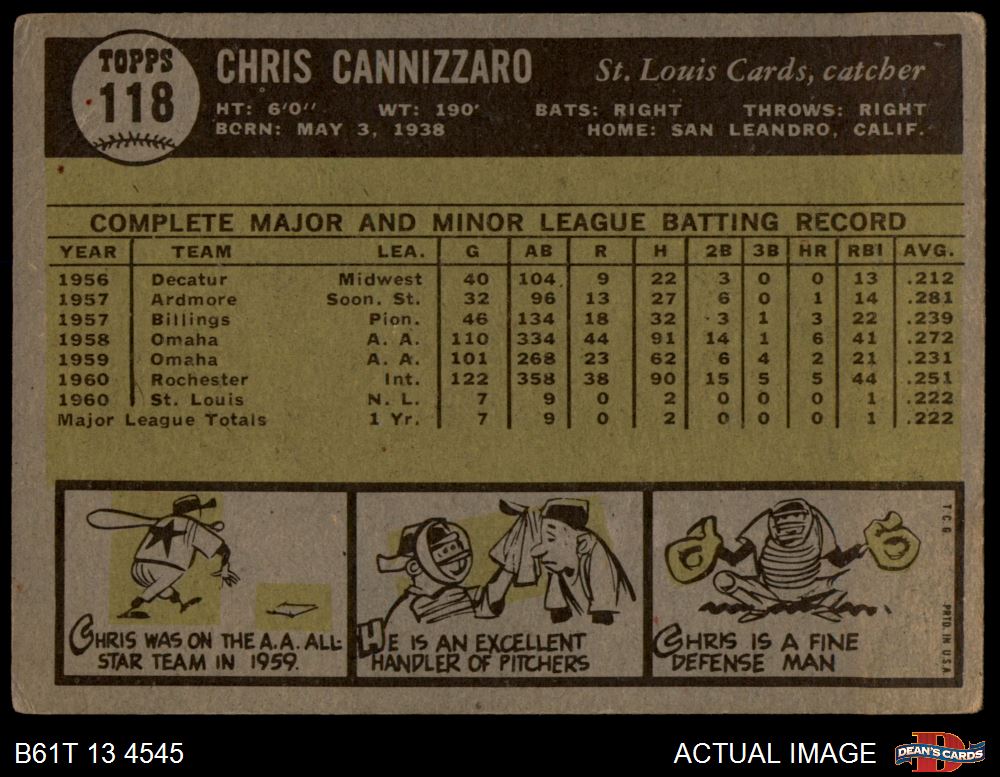 TOPPS
118
CHRIS CANNIZZARO St. Louis Cards, catcher
HT: 6'0" WT: 190' BATS: RIGHT THROWS: RIGHT
BORN: MAY 3, 1938 HOME: SAN LEANDRO, CALIF.
COMPLETE MAJOR AND MINOR LEAGUE BATTING RECORD
YEAR TEAM LEA. G AB R H 2B 3B HR RBI AVG.
1956 Decatur Midwest 40 104 9 22 3 0 0 13 .212
1957 Ardmore Soon. St. 32 96 13 27 6 0 1 14 .281
1957 Billings Pion. 46 134 18 32 3 1 3 22 .239
1958 Omaha A. A. 110 334 44 91 14 1 6 41 .272
1959 Omaha A. A. 101 268 23 62 6 4 2 21 .231
1960 Rochester Int. 122 358 38 90 15 5 5 44 .251
1960 St. Louis N. L. 7 9 0 2 0 0 0 1 .222
Major League Totals 1 Yr. 7 9 0 2 0 0 0 1 .222
CHRIS WAS ON THE A.A. ALL-
STAR TEAM IN 1959.
HE IS AN EXCELLENT
HANDLER OF PITCHERS
CHRIS IS A FINE
DEFENSE MAN
T.C.G.
PRTD. IN U.S.A.
B61T 13 4545
ACTUAL IMAGE
D
DEAN'S CARDS